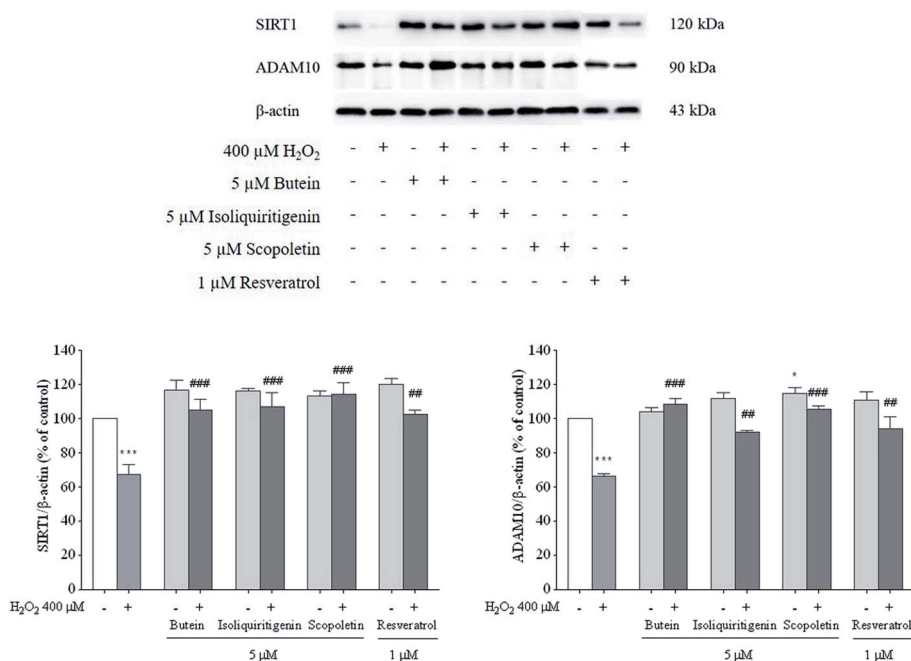 SIRT1 120 kDa
ADAM10 90 kDa
β-actin 43 kDa
400 µM H₂O₂ - + - + - + - + - +
5 µM Butein - - + + - - - - - -
5 µM Isoliquiritigenin - - - - + + - - - -
5 µM Scopoletin - - - - - - + + - -
1 µM Resveratrol - - - - - - - - + +
SIRT1/β-actin (% of control)
140
120
100
80
60
40
20
0
***
###
###
###
##
H₂O₂ 400 µM - + - + - + - + - +
Butein Isoliquiritigenin Scopoletin Resveratrol
5 µM 1 µM
ADAM10/β-actin (% of control)
140
120
100
80
60
40
20
0
***
###
##
*
###
##
H₂O₂ 400 µM - + - + - + - + - +
Butein Isoliquiritigenin Scopoletin Resveratrol
5 µM 1 µM